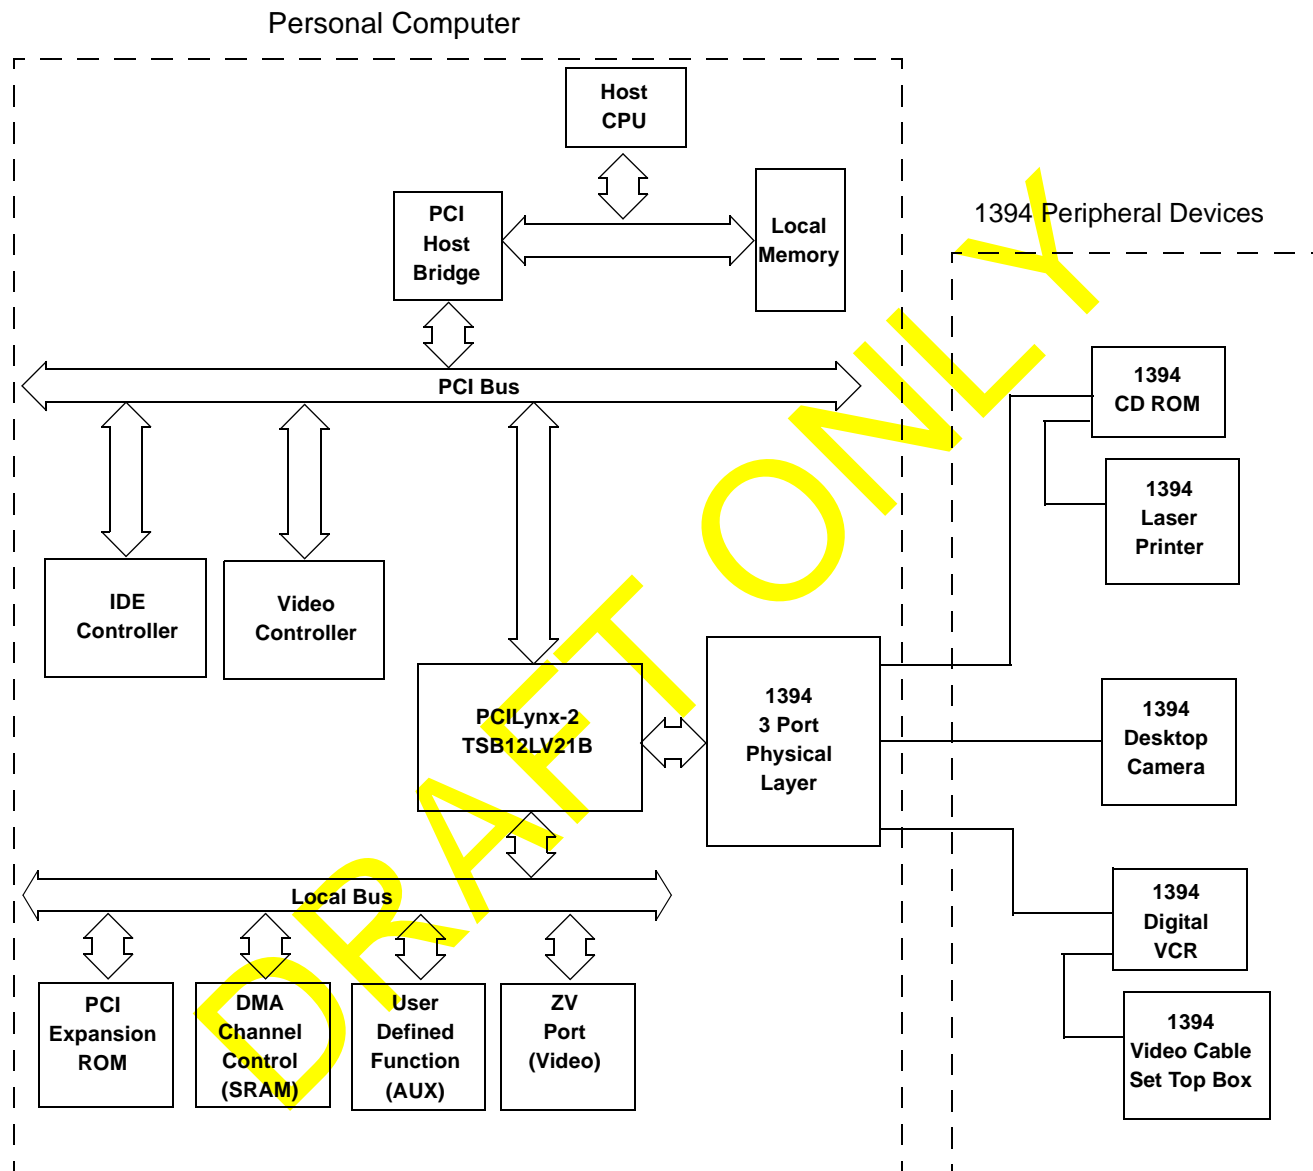 Personal Computer
Host
CPU
PCI
Host
Bridge
Local
Memory
1394 Peripheral Devices
PCI Bus
1394
CD ROM
1394
Laser
Printer
IDE
Controller
Video
Controller
PCILynx-2
TSB12LV21B
1394
3 Port
Physical
Layer
1394
Desktop
Camera
Local Bus
1394
Digital
VCR
PCI
Expansion
ROM
DMA
Channel
Control
(SRAM)
User
Defined
Function
(AUX)
ZV
Port
(Video)
1394
Video Cable
Set Top Box
DRAFT ONLY